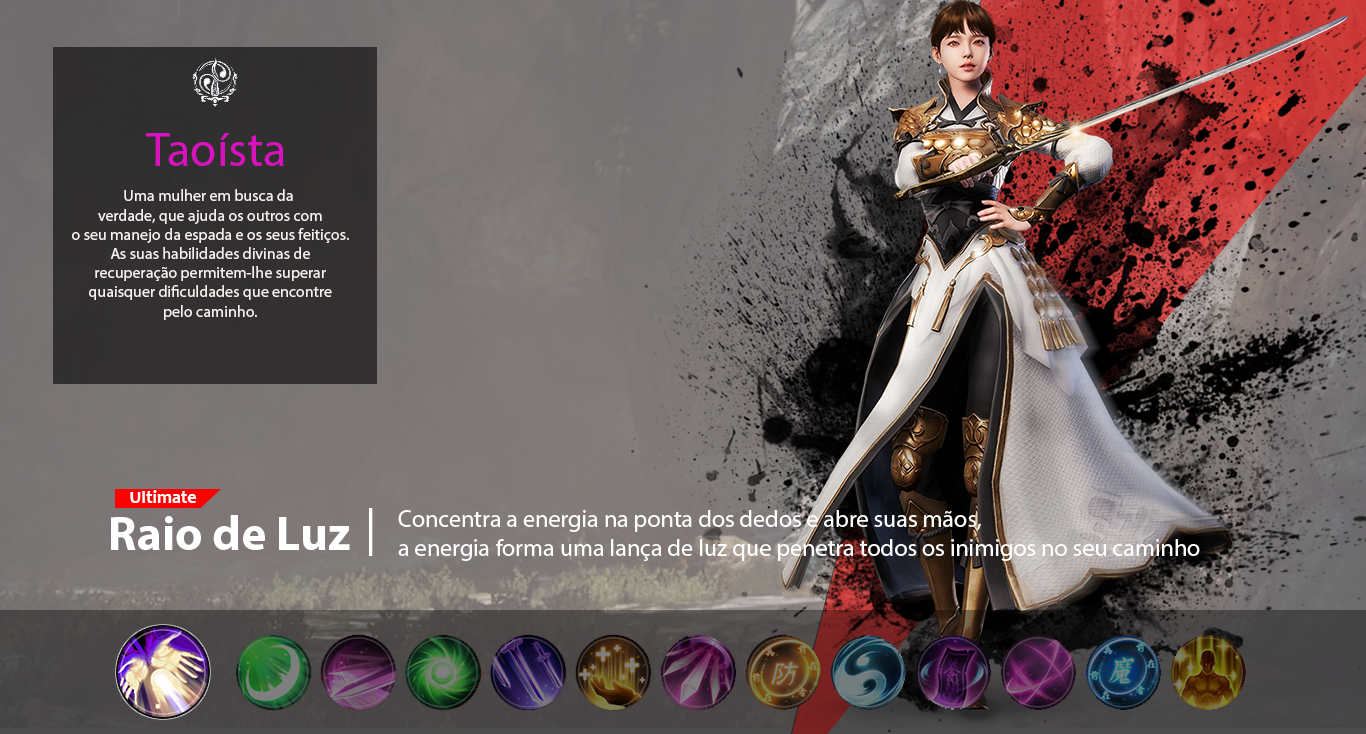 Taoísta
Uma mulher em busca da
verdade, que ajuda os outros com
o seu manejo da espada e os seus feitiços.
As suas habilidades divinas de
recuperação permitem-lhe superar
quaisquer dificuldades que encontre
pelo caminho.
Ultimate
Raio de Luz
Concentra a energia na ponta dos dedos e abre suas mãos,
a energia forma uma lança de luz que penetra todos os inimigos no seu caminho
防
魔